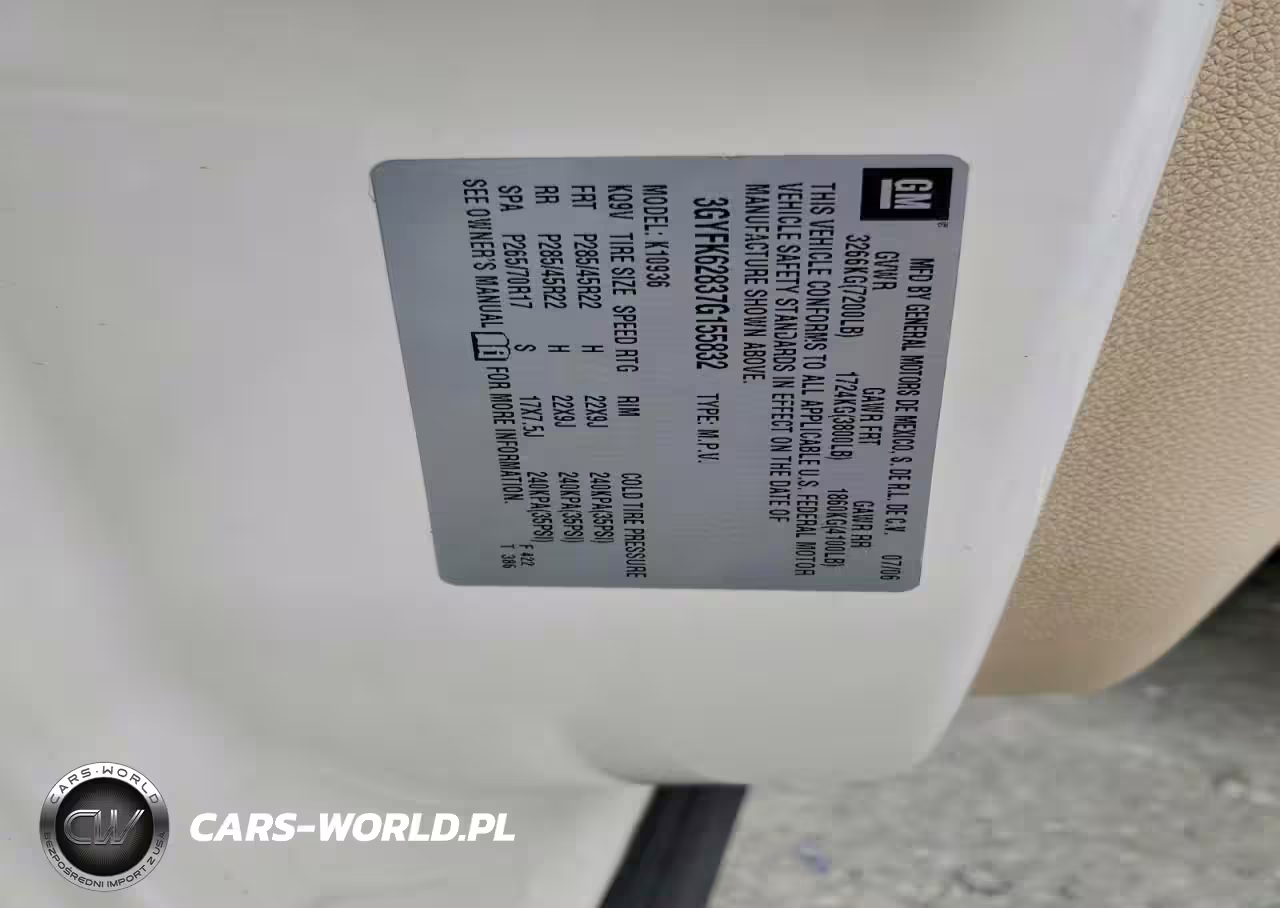 GM
MFD BY GENERAL MOTORS DE MEXICO, S. DE R.L. DE C.V. 07/06
GVWR GAWR FRT GAWR RR
3266KG(7200LB) 1724KG(3800LB) 1860KG(4100LB)
THIS VEHICLE CONFORMS TO ALL APPLICABLE U.S. FEDERAL MOTOR
VEHICLE SAFETY STANDARDS IN EFFECT ON THE DATE OF
MANUFACTURE SHOWN ABOVE.
3GYFK62837G155832 TYPE: M.P.V.
MODEL: K10936
KQ9V TIRE SIZE SPEED RTG RIM COLD TIRE PRESSURE
FRT P285/45R22 H 22X9J 240KPA(35PSI)
RR P285/45R22 H 22X9J 240KPA(35PSI)
SPA P265/70R17 S 17X7.5J 240KPA(35PSI)
SEE OWNER'S MANUAL FOR MORE INFORMATION.
F 422
T 386
CARS-WORLD
CW
BEZPOŚREDNI IMPORT Z USA
CARS-WORLD.PL